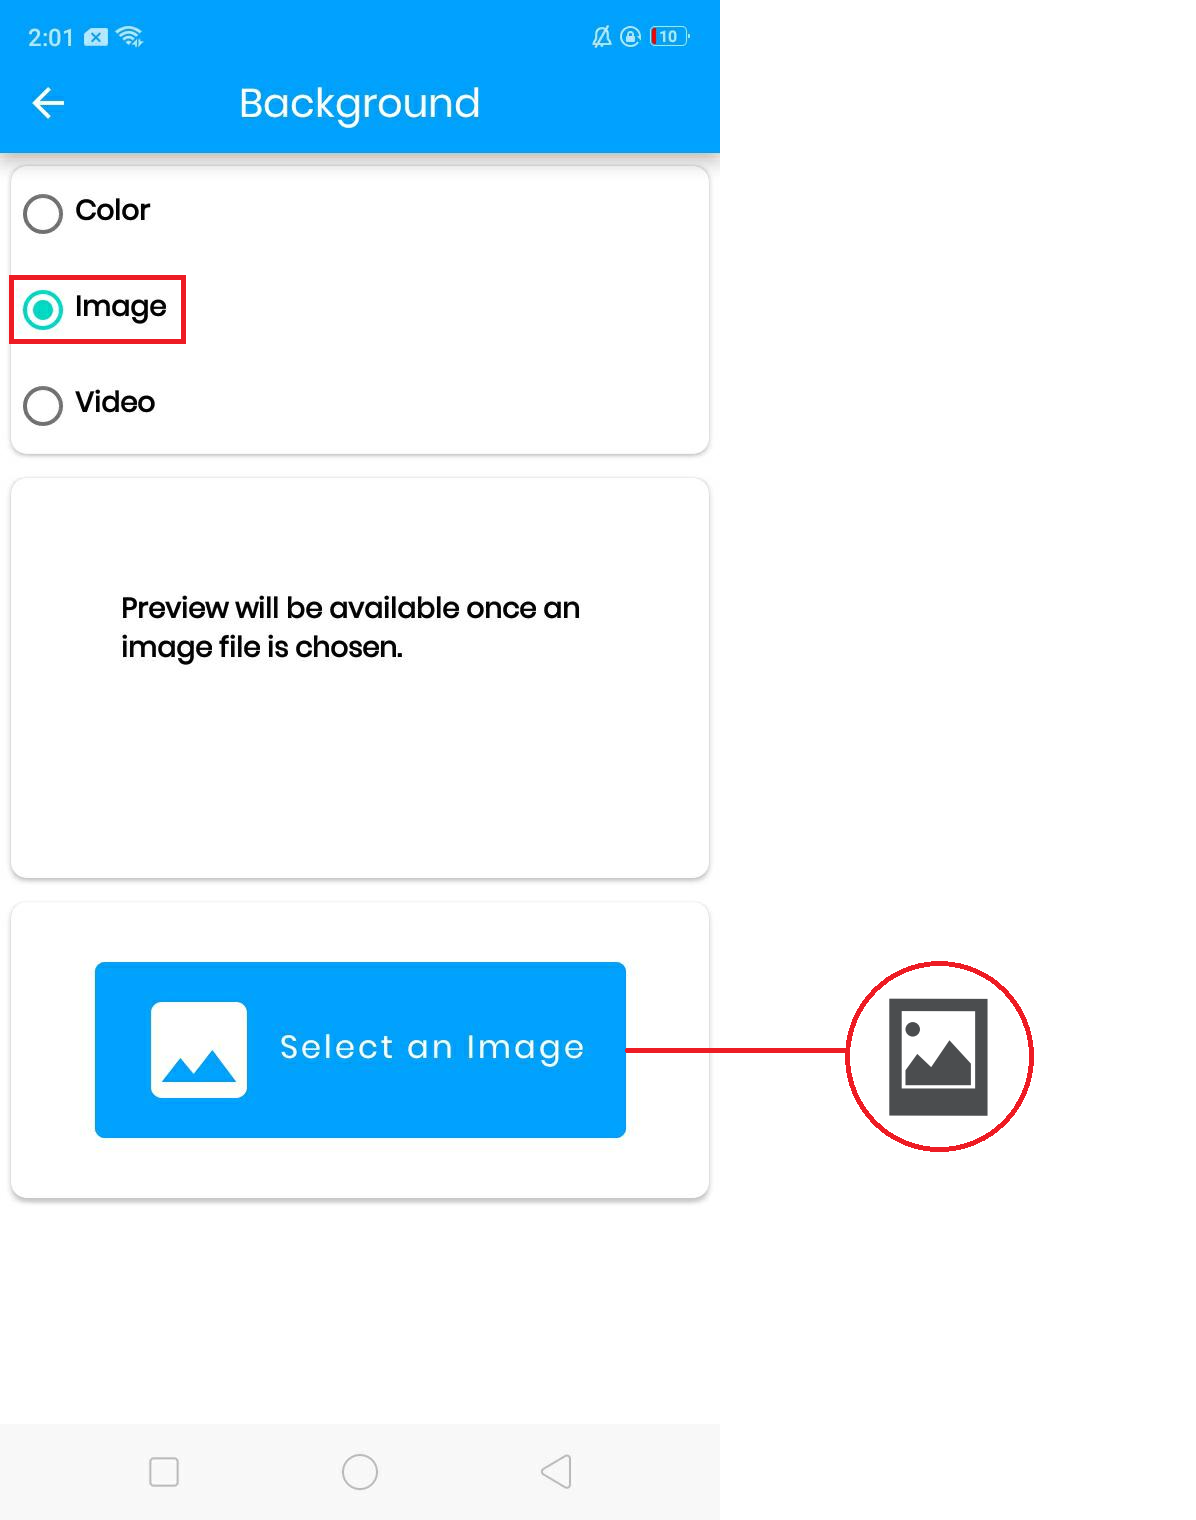 2:01
10
Background
Color
Image
Video
Preview will be available once an
image file is chosen.
Select an Image